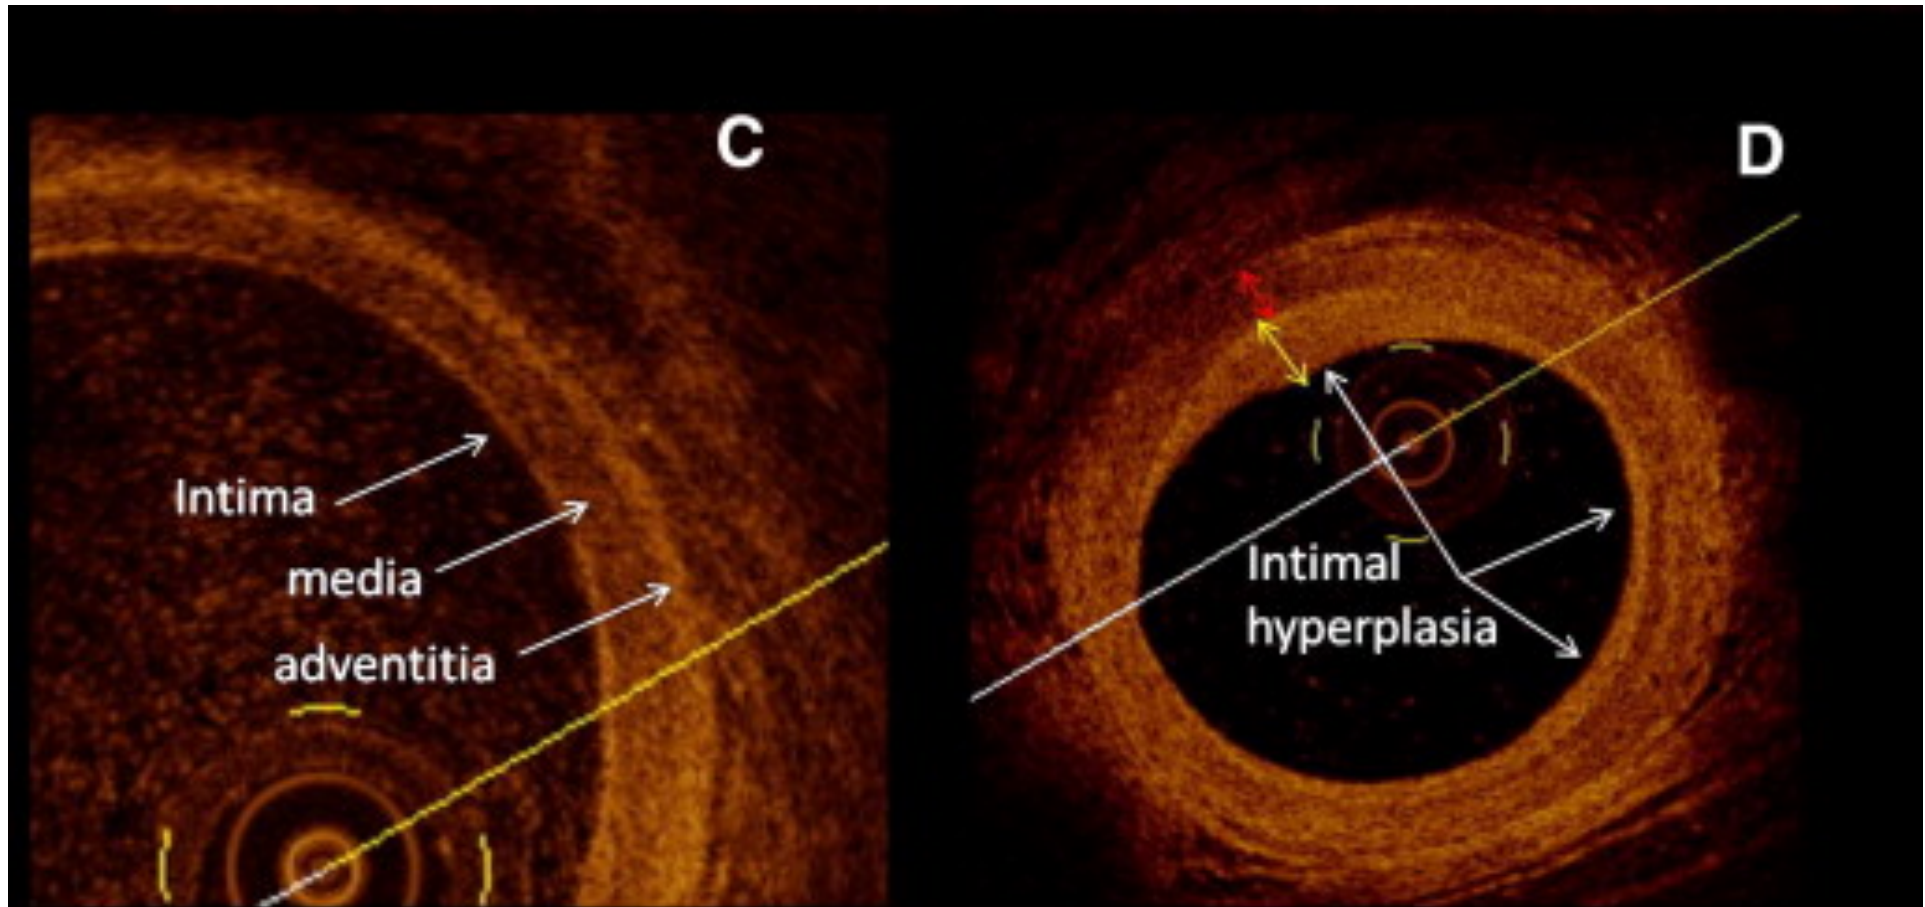 C
Intima
media
adventitia
D
Intimal
hyperplasia